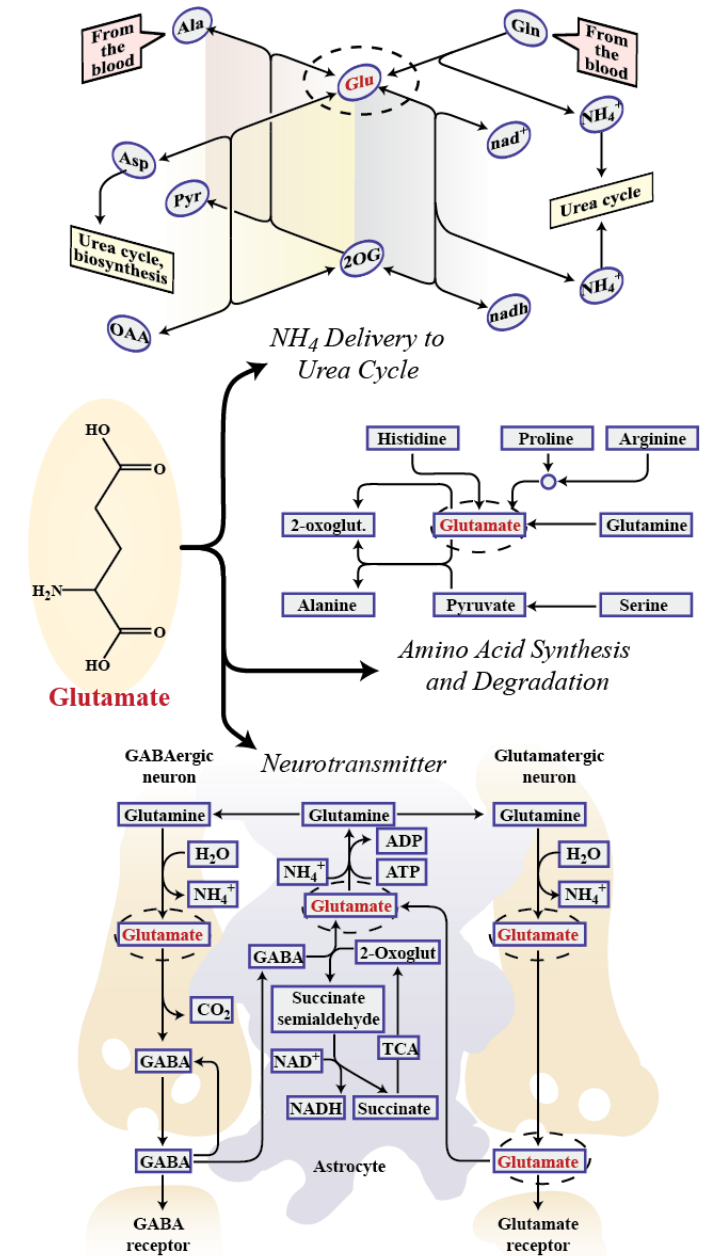 From
the
blood
Ala
Glu
Gln
From
the
blood
NH4+
nad+
Asp
Pyr
Urea cycle
Urea cycle,
biosynthesis
2OG
NH4+
nadh
OAA
NH4 Delivery to
Urea Cycle
HO
O
H2N
O
HO
Glutamate
Histidine
Proline
Arginine
2-oxoglut.
Glutamate
Glutamine
Alanine
Pyruvate
Serine
Amino Acid Synthesis
and Degradation
Neurotransmitter
GABAergic
neuron
Glutamatergic
neuron
Glutamine
Glutamine
Glutamine
H2O
ADP
H2O
NH4+
ATP
NH4+
NH4+
Glutamate
Glutamate
Glutamate
GABA
2-Oxoglut
CO2
Succinate
semialdehyde
GABA
NAD+
TCA
NADH
Succinate
GABA
Astrocyte
Glutamate
GABA
receptor
Glutamate
receptor